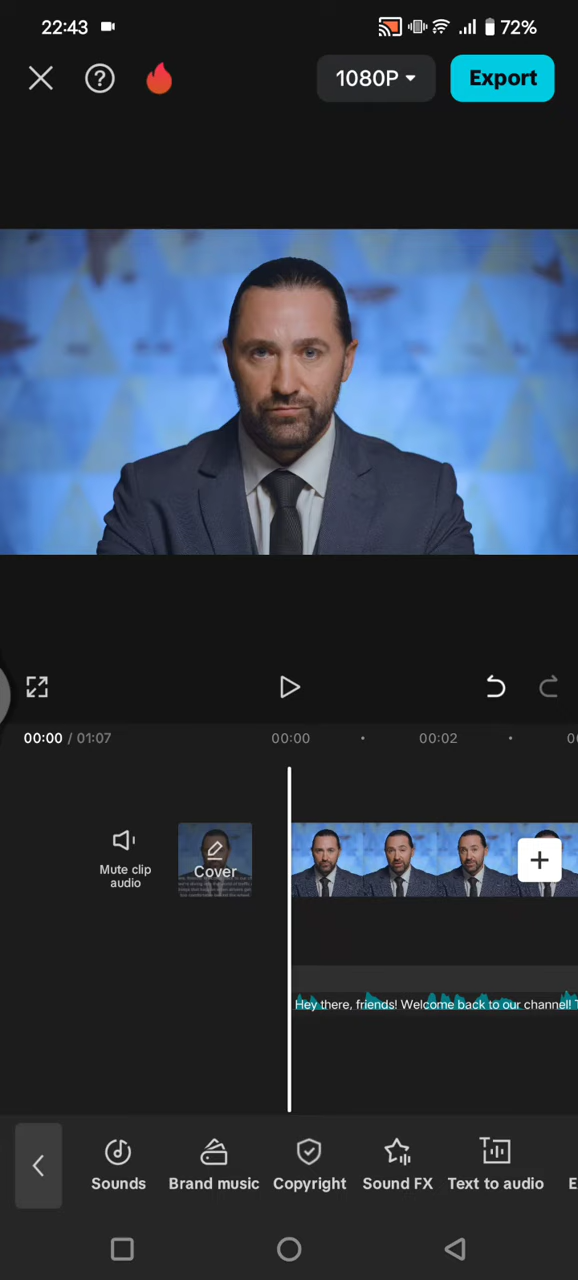 22:43
72%
1080P
Export
00:00 / 01:07
00:00
00:02
Mute clip
audio
Cover
Hey there, friends! Welcome back to our channel!
Sounds
Brand music
Copyright
Sound FX
Text to audio